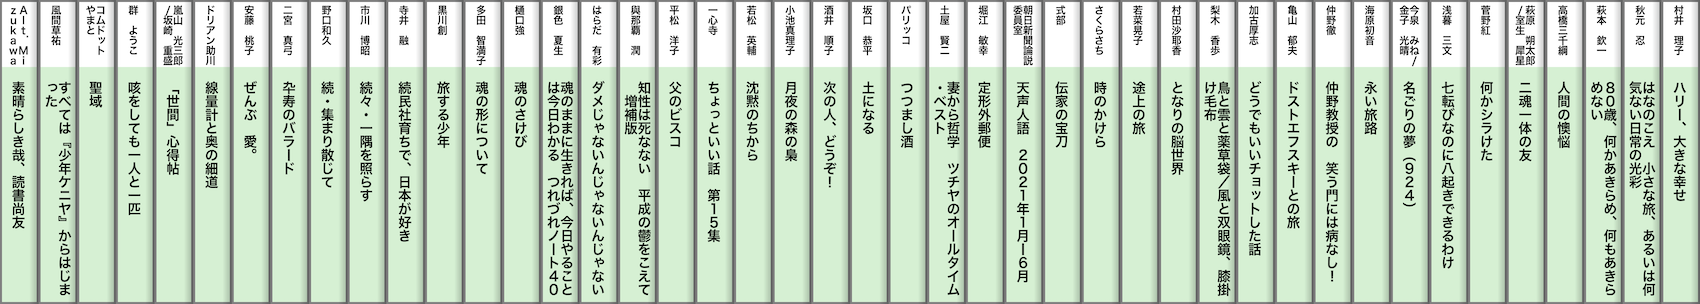 村井　理子
ハリー、大きな幸せ
秋元　忍
はなのこえ　小さな旅、あるいは何
気ない日常の光彩
萩本　欽一
８０歳、何かあきらめ、何もあきら
めない
高橋三千綱
人間の懊悩
萩原　朔太郎
/室生　犀星
二魂一体の友
菅野紅
何かシラけた
浅暮　三文
七転びなのに八起きできるわけ
今泉　みね/
金子　光晴
名ごりの夢（９２４）
海原初音
永い旅路
仲野徹
仲野教授の　笑う門には病なし！
亀山　郁夫
ドストエフスキーとの旅
加古厚志
どうでもいいチョットした話
梨木　香歩
鳥と雲と薬草袋／風と双眼鏡、膝掛
け毛布
村田沙耶香
となりの脳世界
若菜晃子
途上の旅
さくらさち
時のかけら
式部
伝家の宝刀
朝日新聞論説
委員室
天声人語　２０２１年１月ー６月
堀江　敏幸
定形外郵便
土屋　賢二
妻から哲学　ツチヤのオールタイム
・ベスト
パリッコ
つつまし酒
坂口　恭平
土になる
酒井　順子
次の人、どうぞ！
小池真理子
月夜の森の梟
若松　英輔
沈黙のちから
一心寺
ちょっといい話　第１５集
平松　洋子
父のビスコ
與那覇　潤
知性は死なない　平成の鬱をこえて
　増補版
はらだ　有彩
ダメじゃないんじゃないんじゃない
銀色　夏生
魂のままに生きれば、今日やること
は今日わかる　つれづれノート４０
樋口強
魂のさけび
多田　智満子
魂の形について
黒川創
旅する少年
寺井　融
続民社育ちで、日本が好き
市川　博昭
続々・一隅を照らす
野口和久
続・集まり散じて
二宮　真弓
卆寿のバラード
安藤　桃子
ぜんぶ　愛。
ドリアン助川
線量計と奥の細道
嵐山　光三郎
/坂崎　重盛
「世間」心得帖
群　ようこ
咳をしても一人と一匹
コムドット
やまと
聖域
風間草祐
すべては『少年ケニヤ』からはじま
った
Ａｌｔ．Ｍｉ
ｚｕｋａｗａ
素晴らしき哉、読書尚友